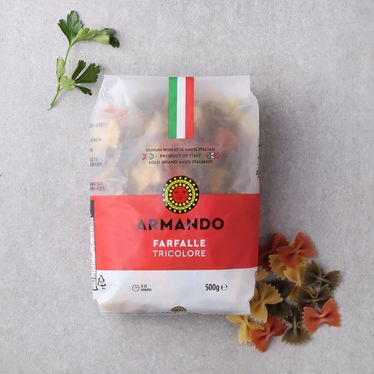 DURUM WHEAT IS 100% ITALIAN
PRODUCT OF ITALY
SOLO GRANO 100% ITALIANO
ARMANDO
FARFALLE
TRICOLORE
500g e